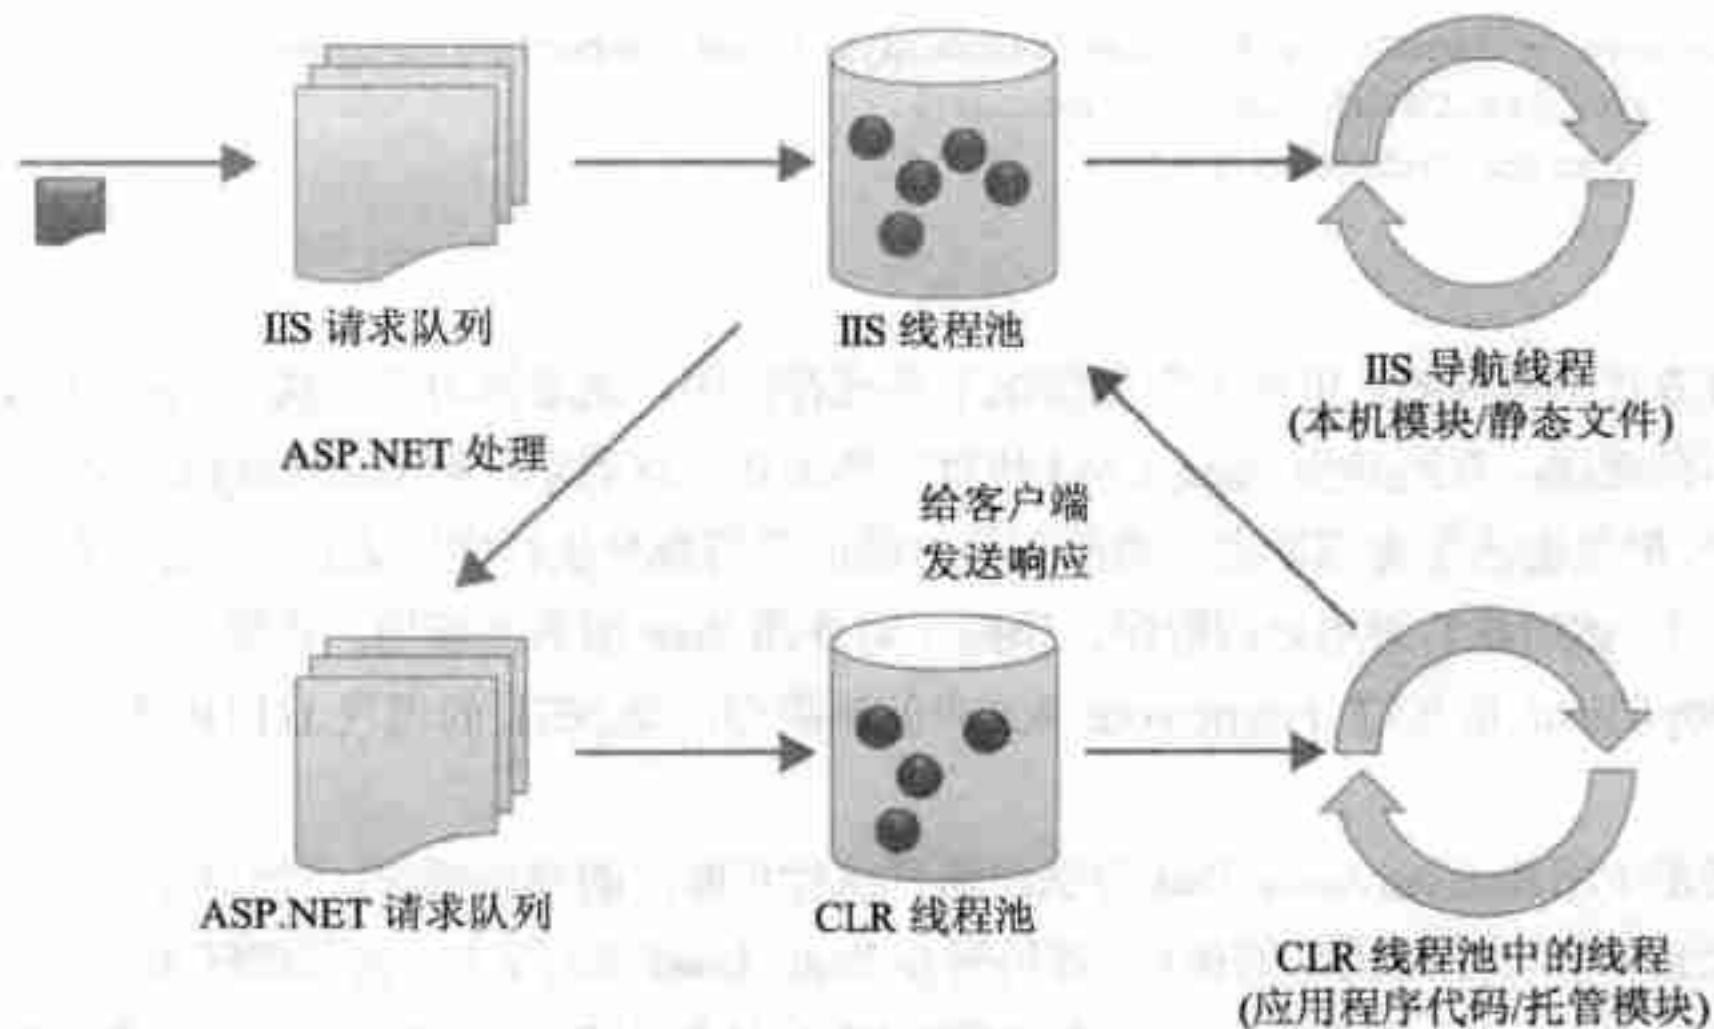 IIS 请求队列
IIS 线程池
IIS 导航线程
(本机模块/静态文件)
ASP.NET 处理
给客户端
发送响应
ASP.NET 请求队列
CLR 线程池
CLR 线程池中的线程
(应用程序代码/托管模块)